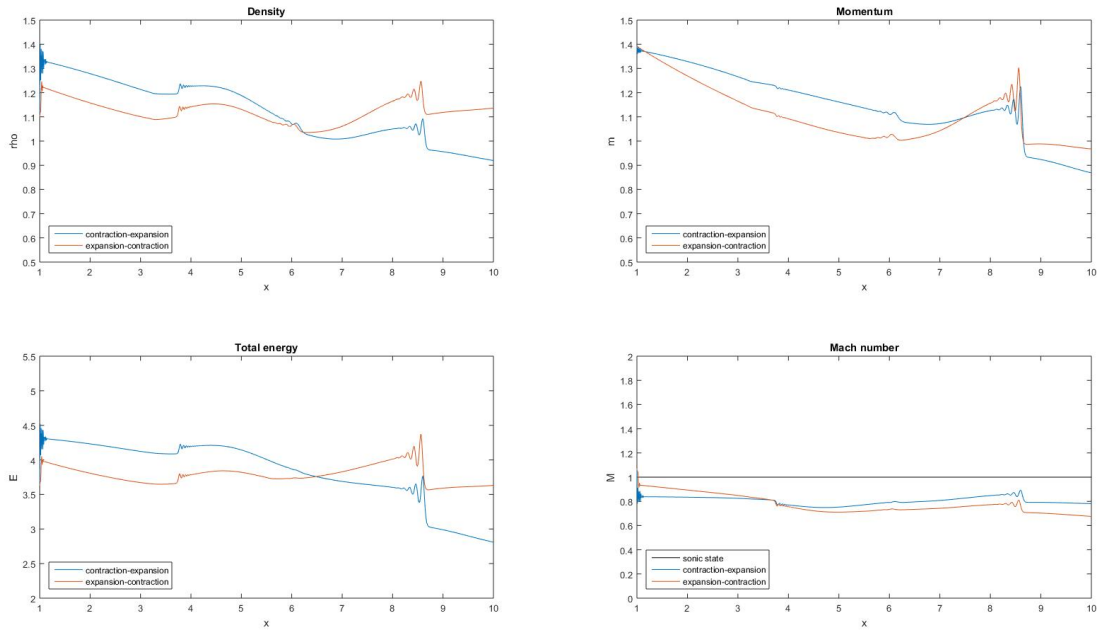 Density
1.5
1.4
1.3
1.2
1.1
1
0.9
0.8
0.7
0.6
0.5
rho
contraction-expansion
expansion-contraction
1 2 3 4 5 6 7 8 9 10
x
Momentum
1.5
1.4
1.3
1.2
1.1
1
0.9
0.8
0.7
0.6
0.5
m
contraction-expansion
expansion-contraction
1 2 3 4 5 6 7 8 9 10
x
Total energy
5.5
5
4.5
4
3.5
3
2.5
2
E
contraction-expansion
expansion-contraction
1 2 3 4 5 6 7 8 9 10
x
Mach number
2
1.8
1.6
1.4
1.2
1
0.8
0.6
0.4
0.2
0
M
sonic state
contraction-expansion
expansion-contraction
1 2 3 4 5 6 7 8 9 10
x